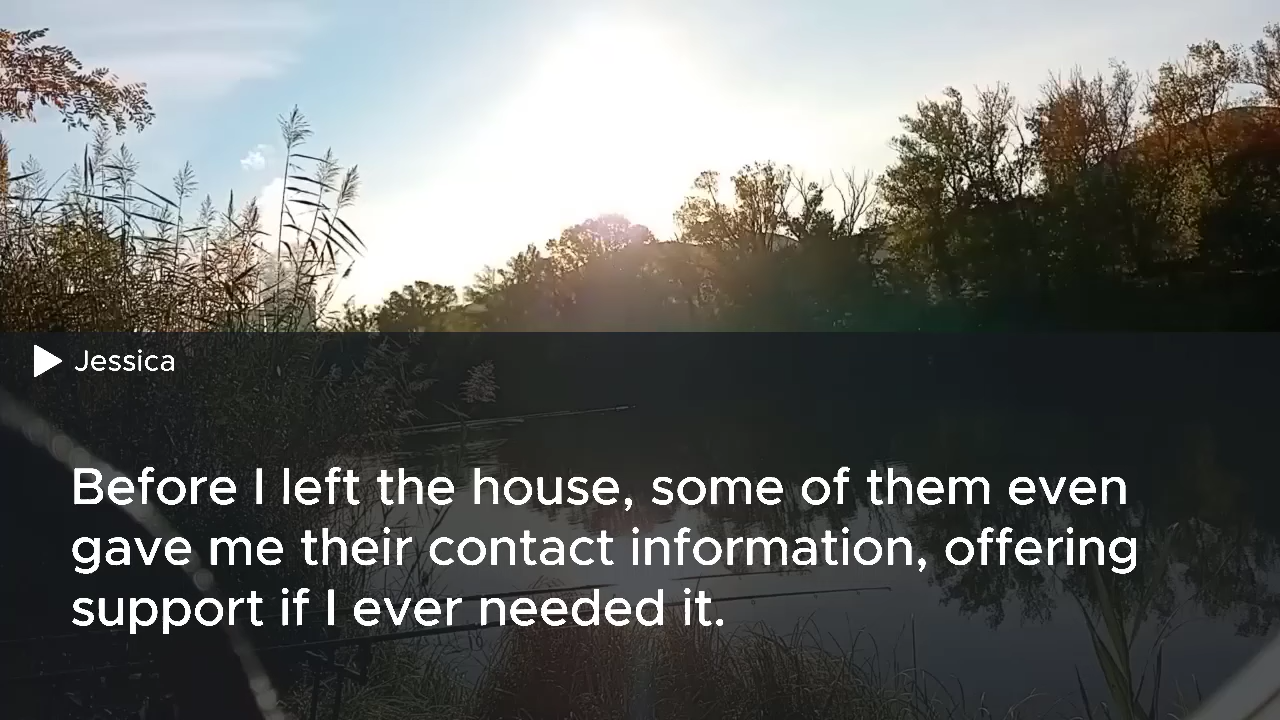 Jessica
Before I left the house, some of them even
gave me their contact information, offering
support if I ever needed it.